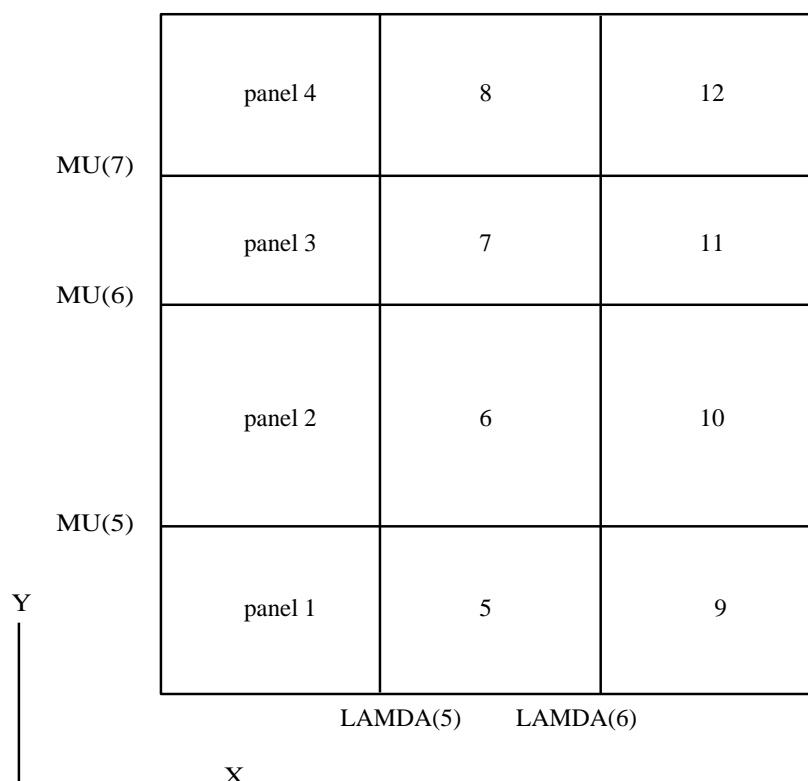 panel 4 8 12
MU(7)
panel 3 7 11
MU(6)
panel 2 6 10
MU(5)
Y
panel 1 5 9
LAMDA(5) LAMDA(6)
X